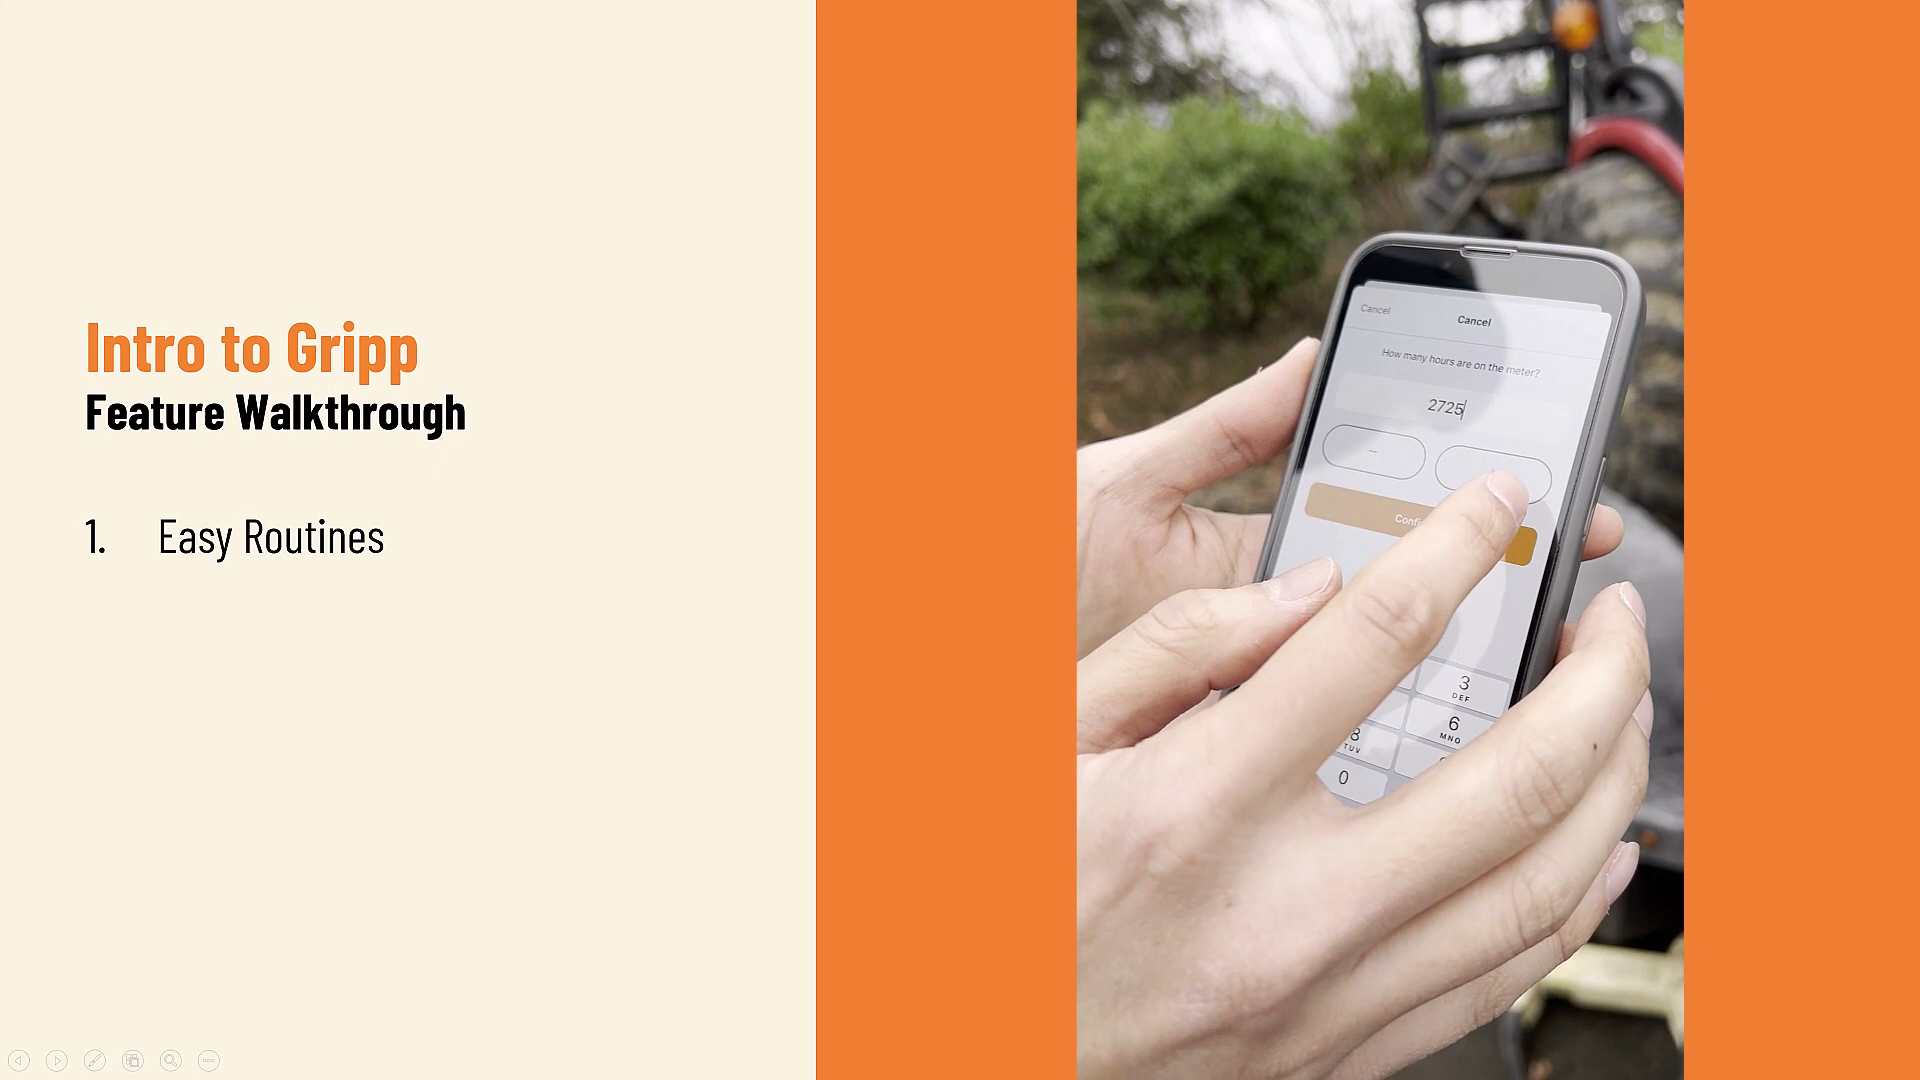 Intro to Gripp
Feature Walkthrough
1. Easy Routines
Cancel
Cancel
How many hours are on the meter?
2725
3
DEF
6
MNO
8
TUV
0